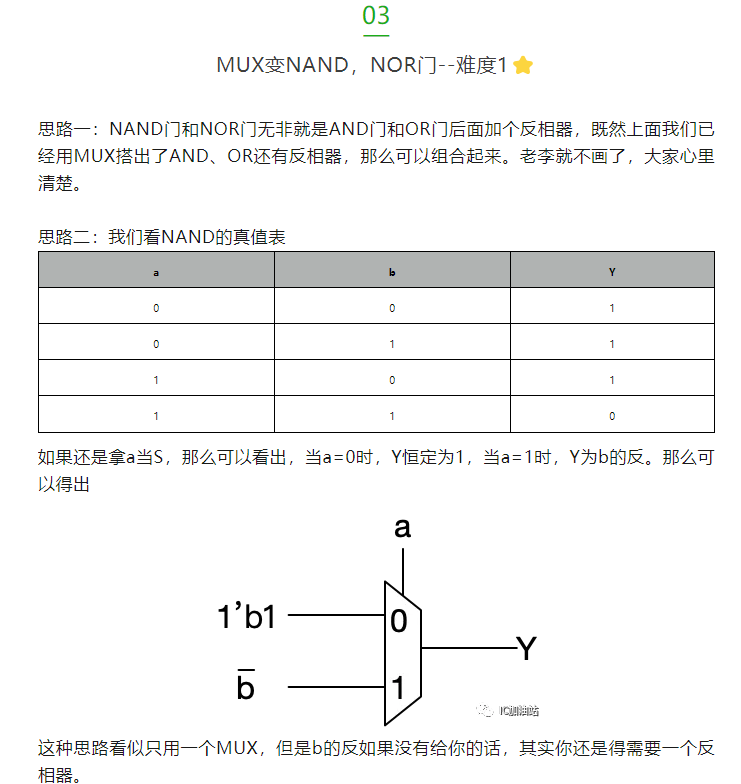 03
MUX变NAND，NOR门--难度1
思路一：NAND门和NOR门无非就是AND门和OR门后面加个反相器，既然上面我们已
经用MUX搭出了AND、OR还有反相器，那么可以组合起来。老李就不画了，大家心里
清楚。
思路二：我们看NAND的真值表
a b Y
0 0 1
0 1 1
1 0 1
1 1 0
如果还是拿a当S，那么可以看出，当a=0时，Y恒定为1，当a=1时，Y为b的反。那么可
以得出
a
1’b1 0
Y
b̅ 1
IC加油站
这种思路看似只用一个MUX，但是b的反如果没有给你的话，其实你还是得需要一个反
相器。